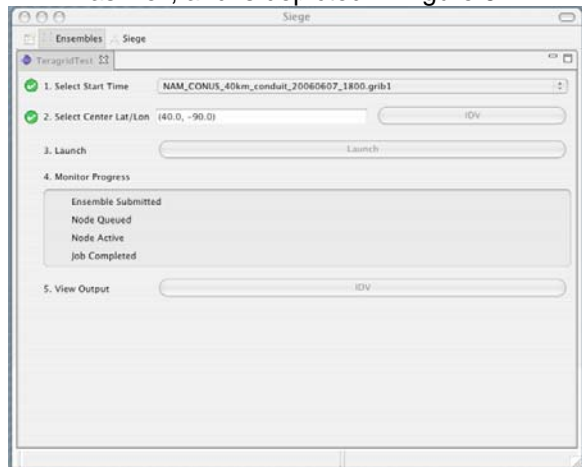 Siege
Ensembles Siege
TeragridTest
1. Select Start Time NAM_CONUS_40km_conduit_20060607_1800.grib1
2. Select Center Lat/Lon (40.0, -90.0) IDV
3. Launch Launch
4. Monitor Progress
Ensemble Submitted
Node Queued
Node Active
Job Completed
5. View Output IDV